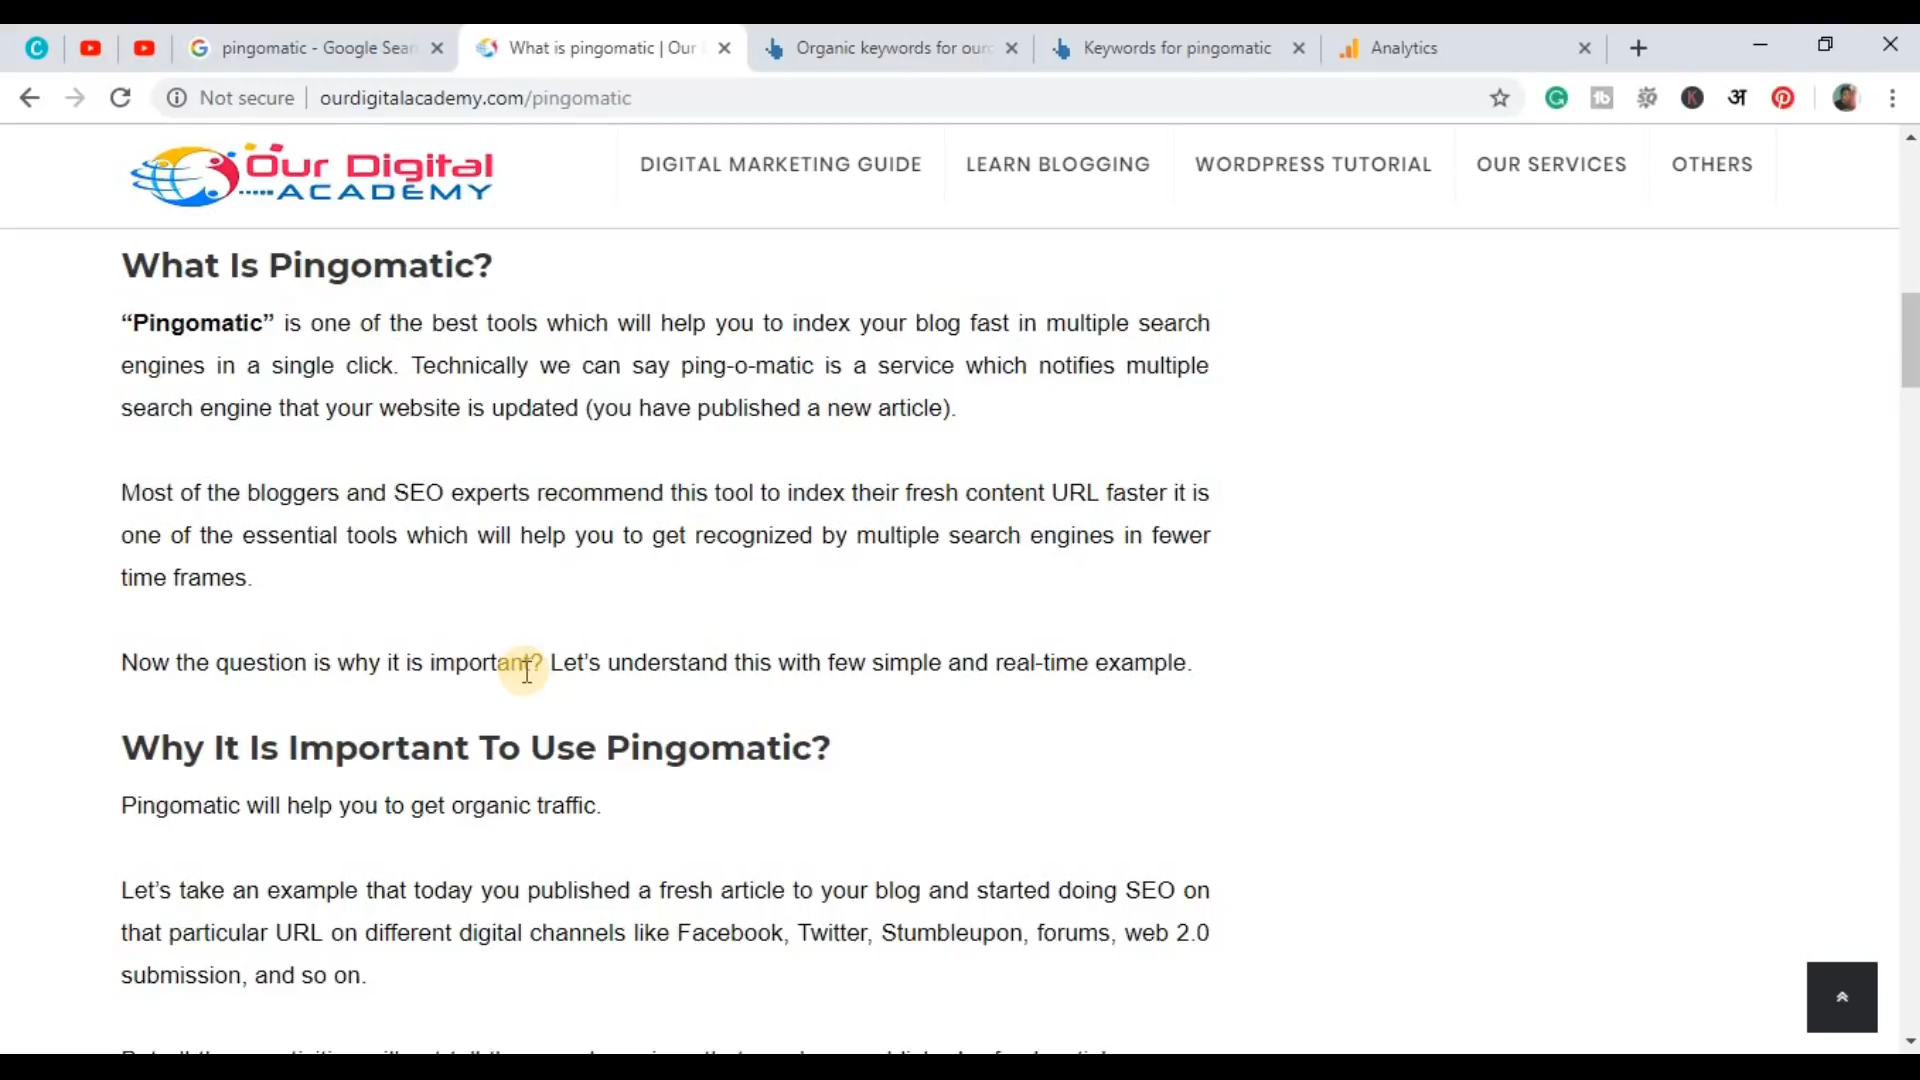 pingomatic - Google Sear
What is pingomatic | Our
Organic keywords for our
Keywords for pingomatic
Analytics
Not secure
ourdigitalacademy.com/pingomatic
अ
Our Digital
ACADEMY
DIGITAL MARKETING GUIDE
LEARN BLOGGING
WORDPRESS TUTORIAL
OUR SERVICES
OTHERS
What Is Pingomatic?
“Pingomatic” is one of the best tools which will help you to index your blog fast in multiple search
engines in a single click. Technically we can say ping-o-matic is a service which notifies multiple
search engine that your website is updated (you have published a new article).
Most of the bloggers and SEO experts recommend this tool to index their fresh content URL faster it is
one of the essential tools which will help you to get recognized by multiple search engines in fewer
time frames.
Now the question is why it is important? Let’s understand this with few simple and real-time example.
Why It Is Important To Use Pingomatic?
Pingomatic will help you to get organic traffic.
Let’s take an example that today you published a fresh article to your blog and started doing SEO on
that particular URL on different digital channels like Facebook, Twitter, Stumbleupon, forums, web 2.0
submission, and so on.